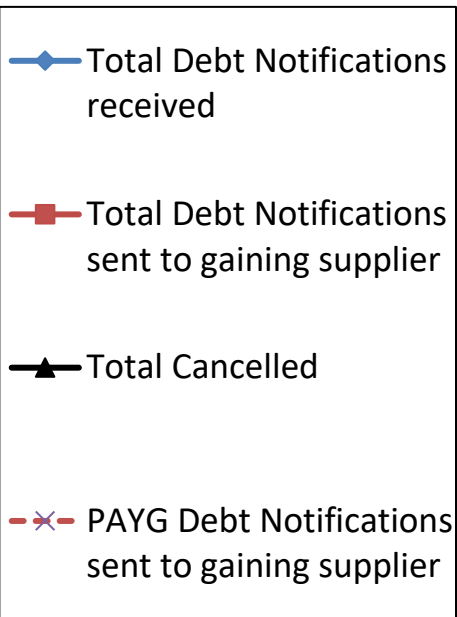 Total Debt Notifications
received
Total Debt Notifications
sent to gaining supplier
Total Cancelled
PAYG Debt Notifications
sent to gaining supplier